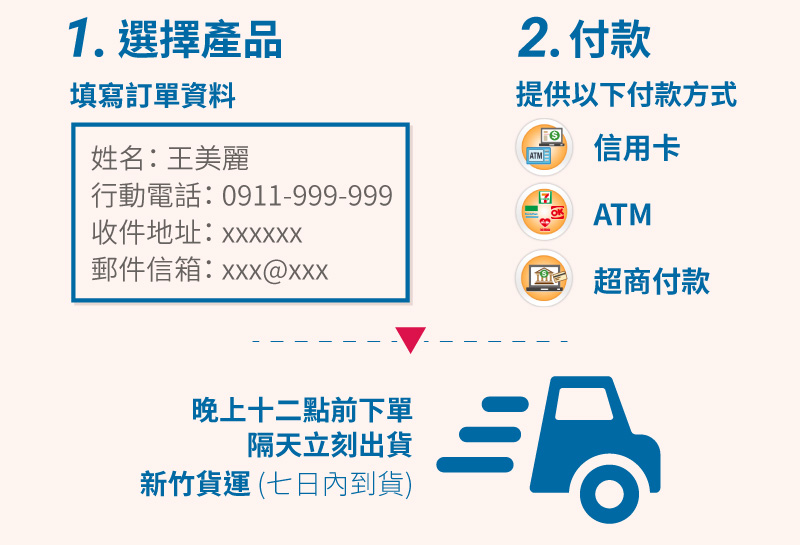 1. 選擇產品
填寫訂單資料
姓名：王美麗
行動電話：0911-999-999
收件地址：xxxxxx
郵件信箱：xxx@xxx
2. 付款
提供以下付款方式
ATM
信用卡
7
OK
ATM
超商付款
晚上十二點前下單
隔天立刻出貨
新竹貨運 (七日內到貨)